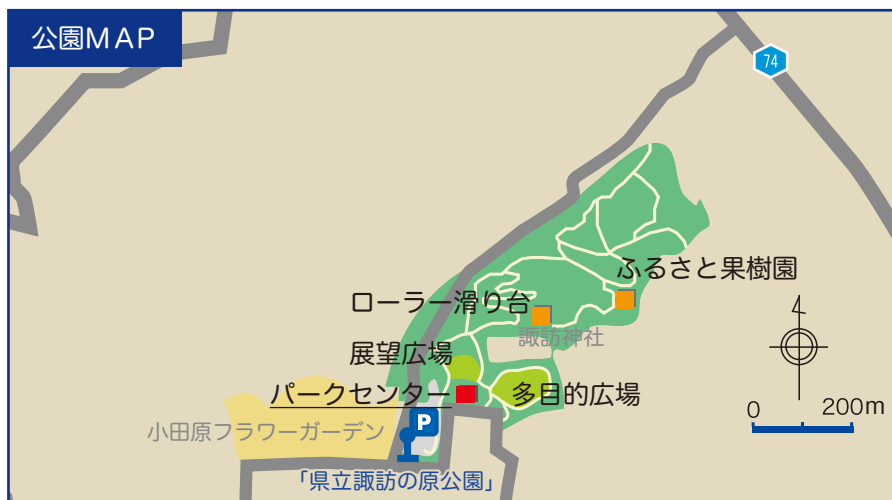 公園MAP
74
ふるさと果樹園
ローラー滑り台
諏訪神社
展望広場
パークセンター
多目的広場
0 200m
P
小田原フラワーガーデン
「県立諏訪の原公園」